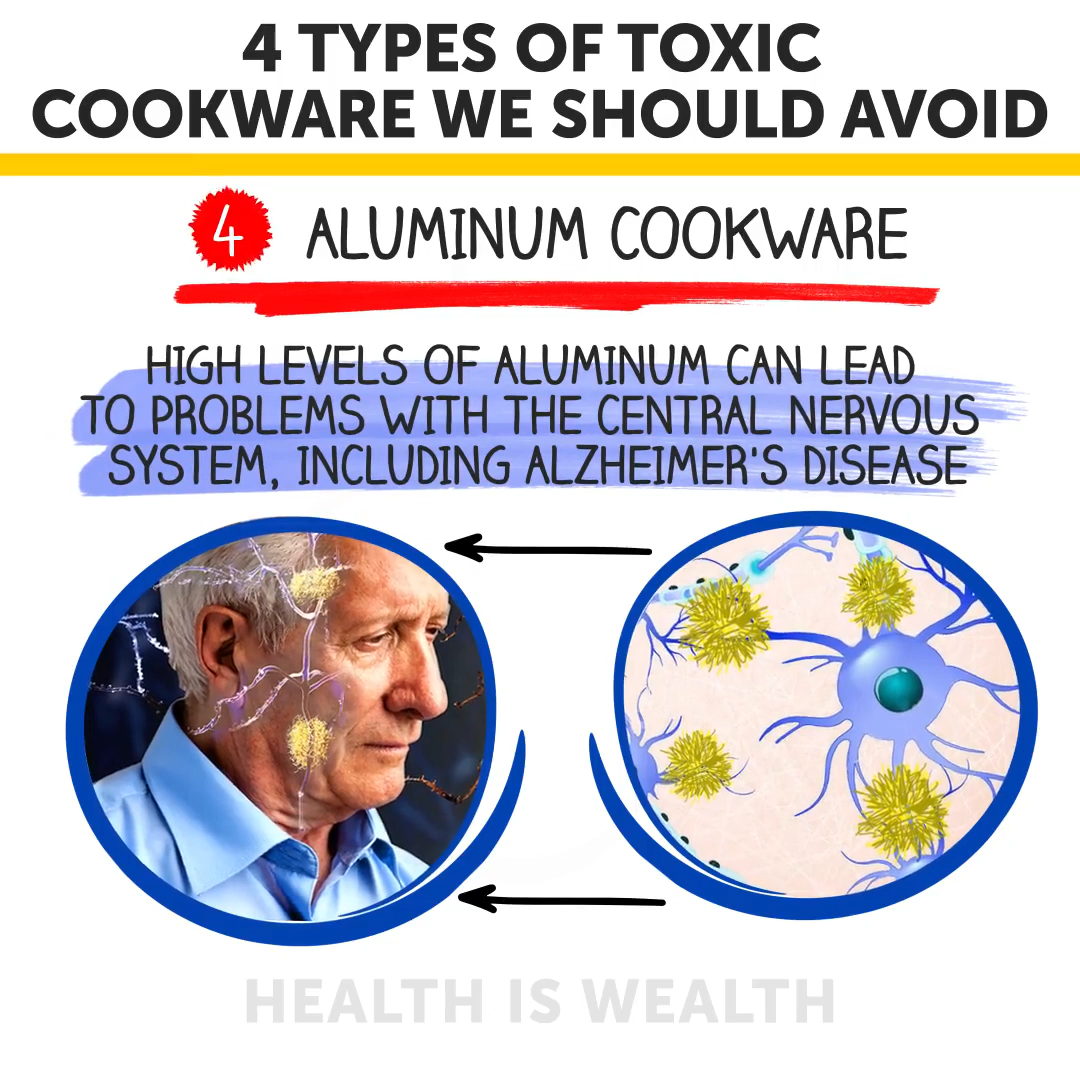 4 TYPES OF TOXIC
COOKWARE WE SHOULD AVOID
4 ALUMINUM COOKWARE
HIGH LEVELS OF ALUMINUM CAN LEAD
TO PROBLEMS WITH THE CENTRAL NERVOUS
SYSTEM, INCLUDING ALZHEIMER'S DISEASE
HEALTH IS WEALTH